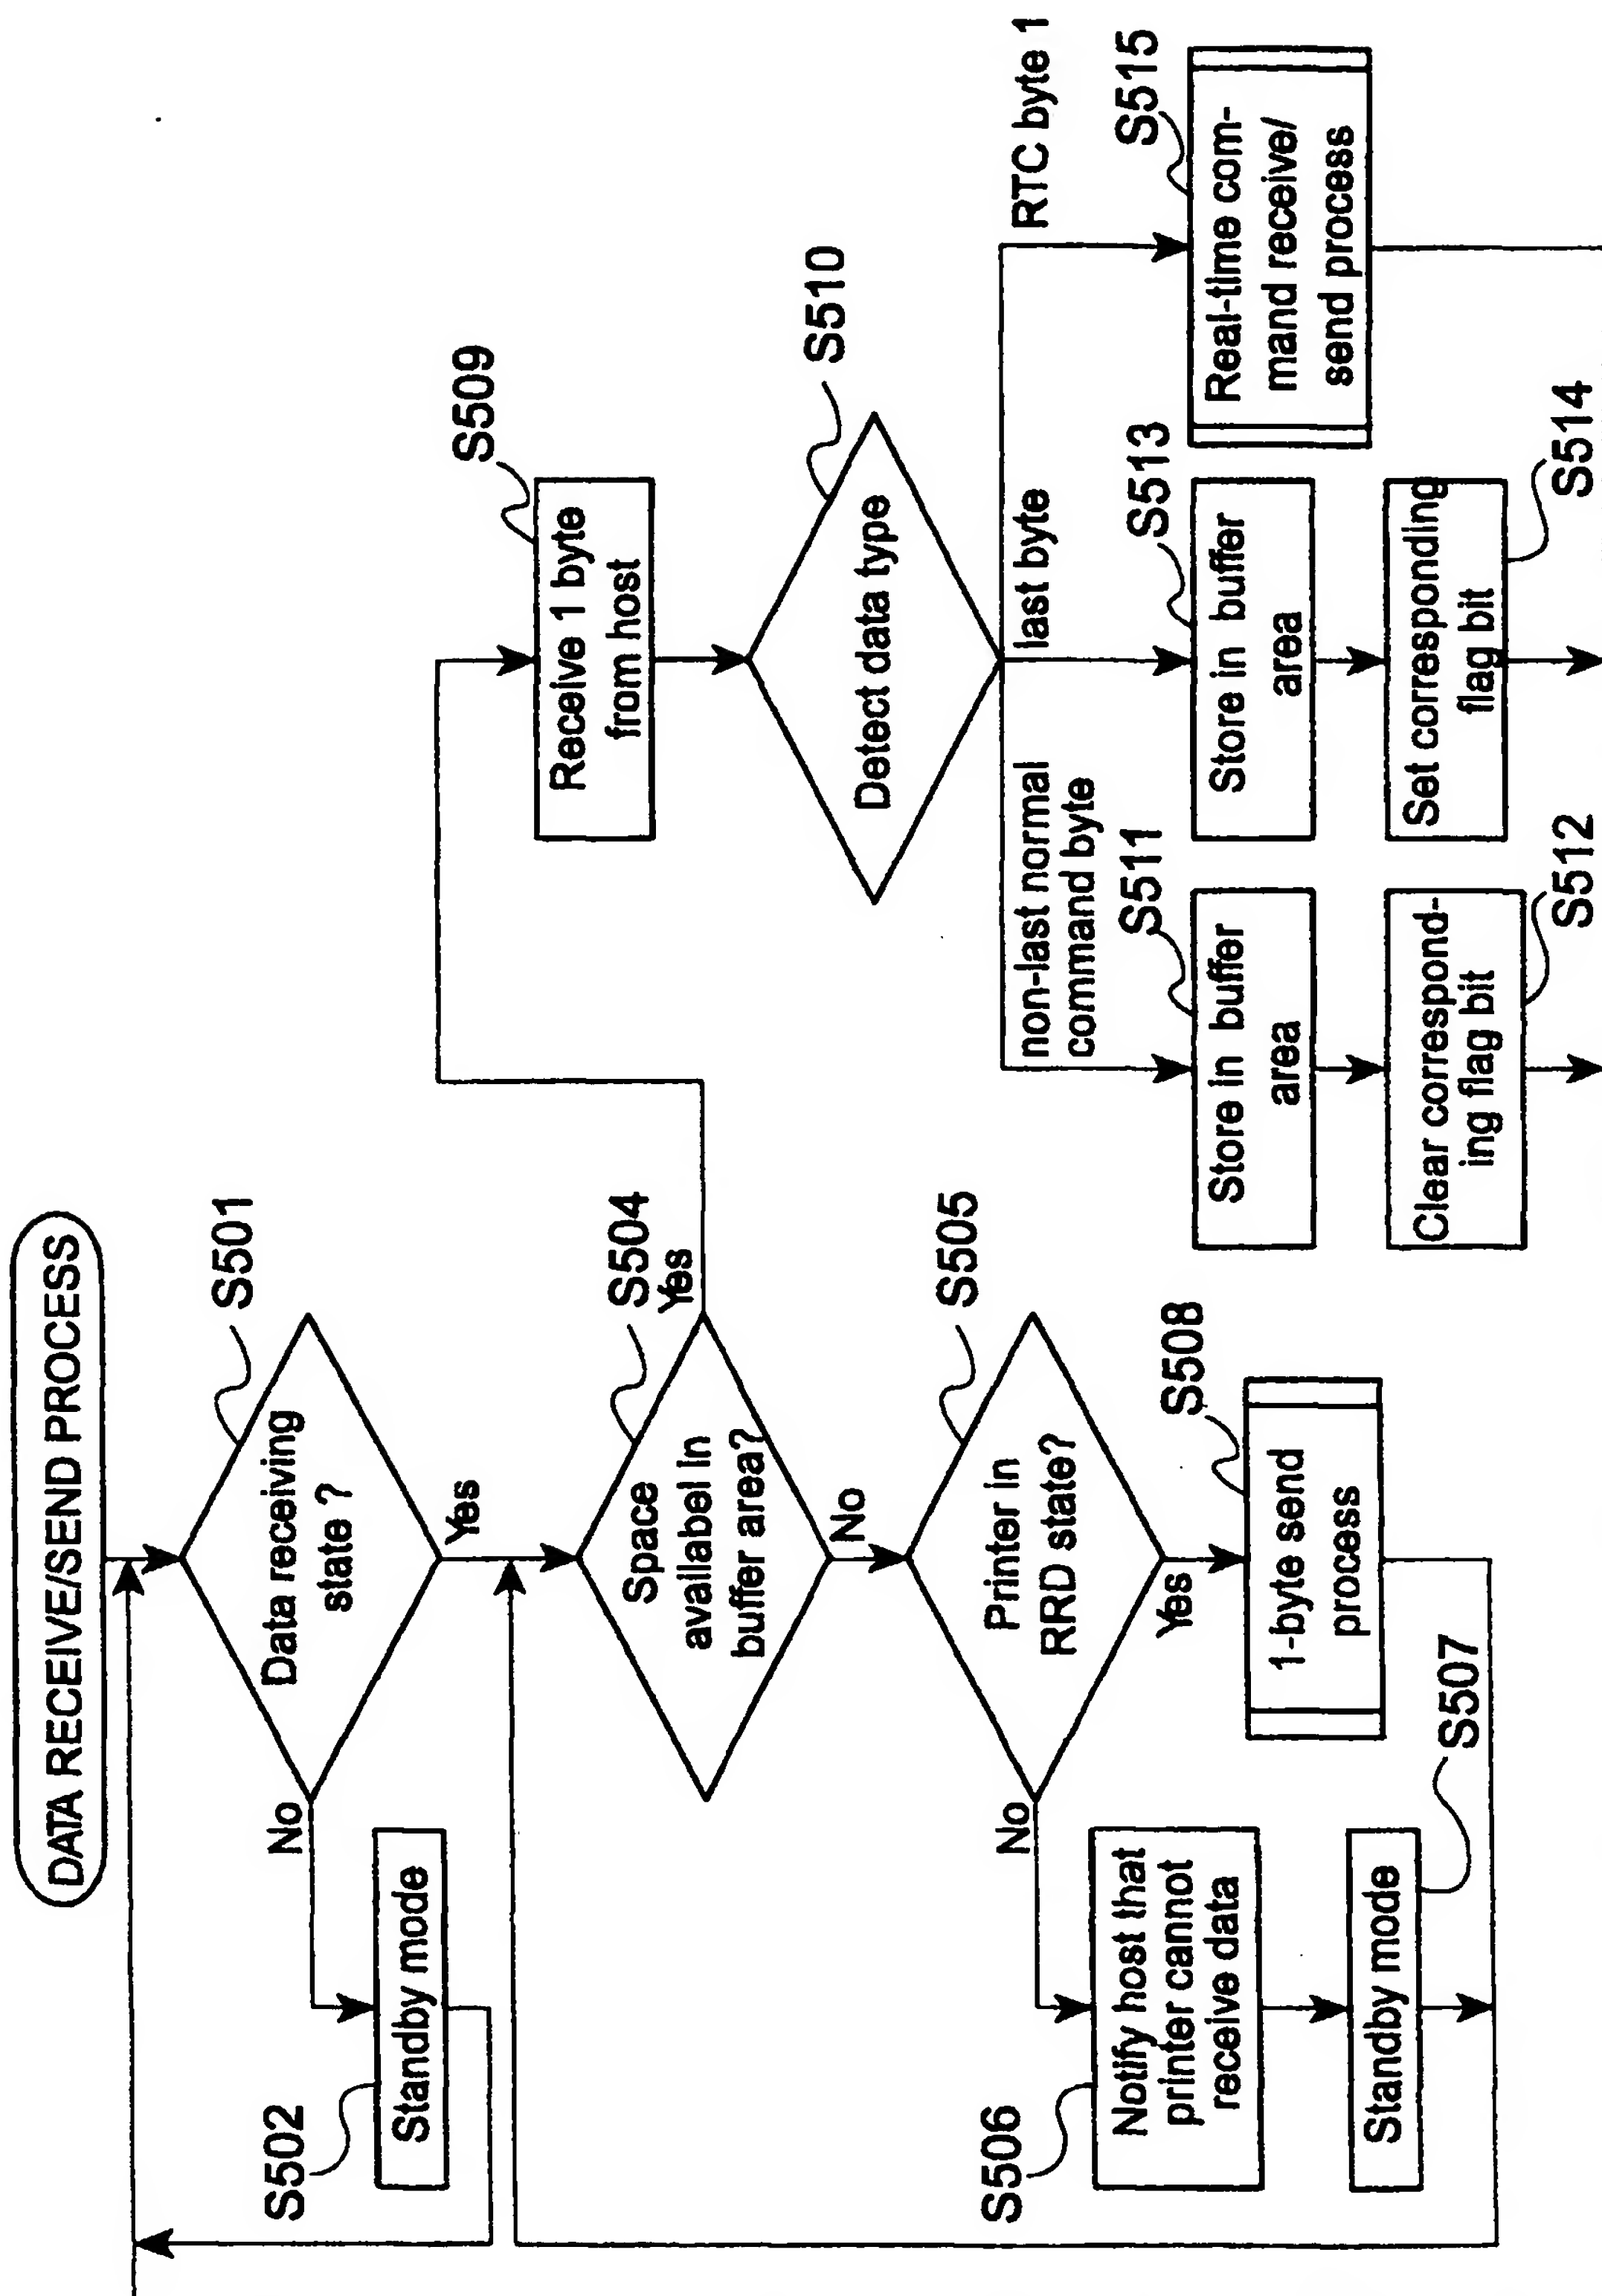 DATA RECEIVE/SEND PROCESS
S501
Data receiving
state ?
No
Yes
S502
Standby mode
S504
Space
availabel in
buffer area?
Yes
No
S505
Printer in
RRD state?
No
Yes
S506
Notify host that
printer cannot
receive data
S507
Standby mode
S508
1-byte send
process
S509
Receive 1 byte
from host
S510
Detect data type
non-last normal
command byte
last byte
RTC byte 1
S511
Store in buffer
area
S512
Clear correspond-
ing flag bit
S513
Store in buffer
area
S514
Set corresponding
flag bit
S515
Real-time com-
mand receive/
send process